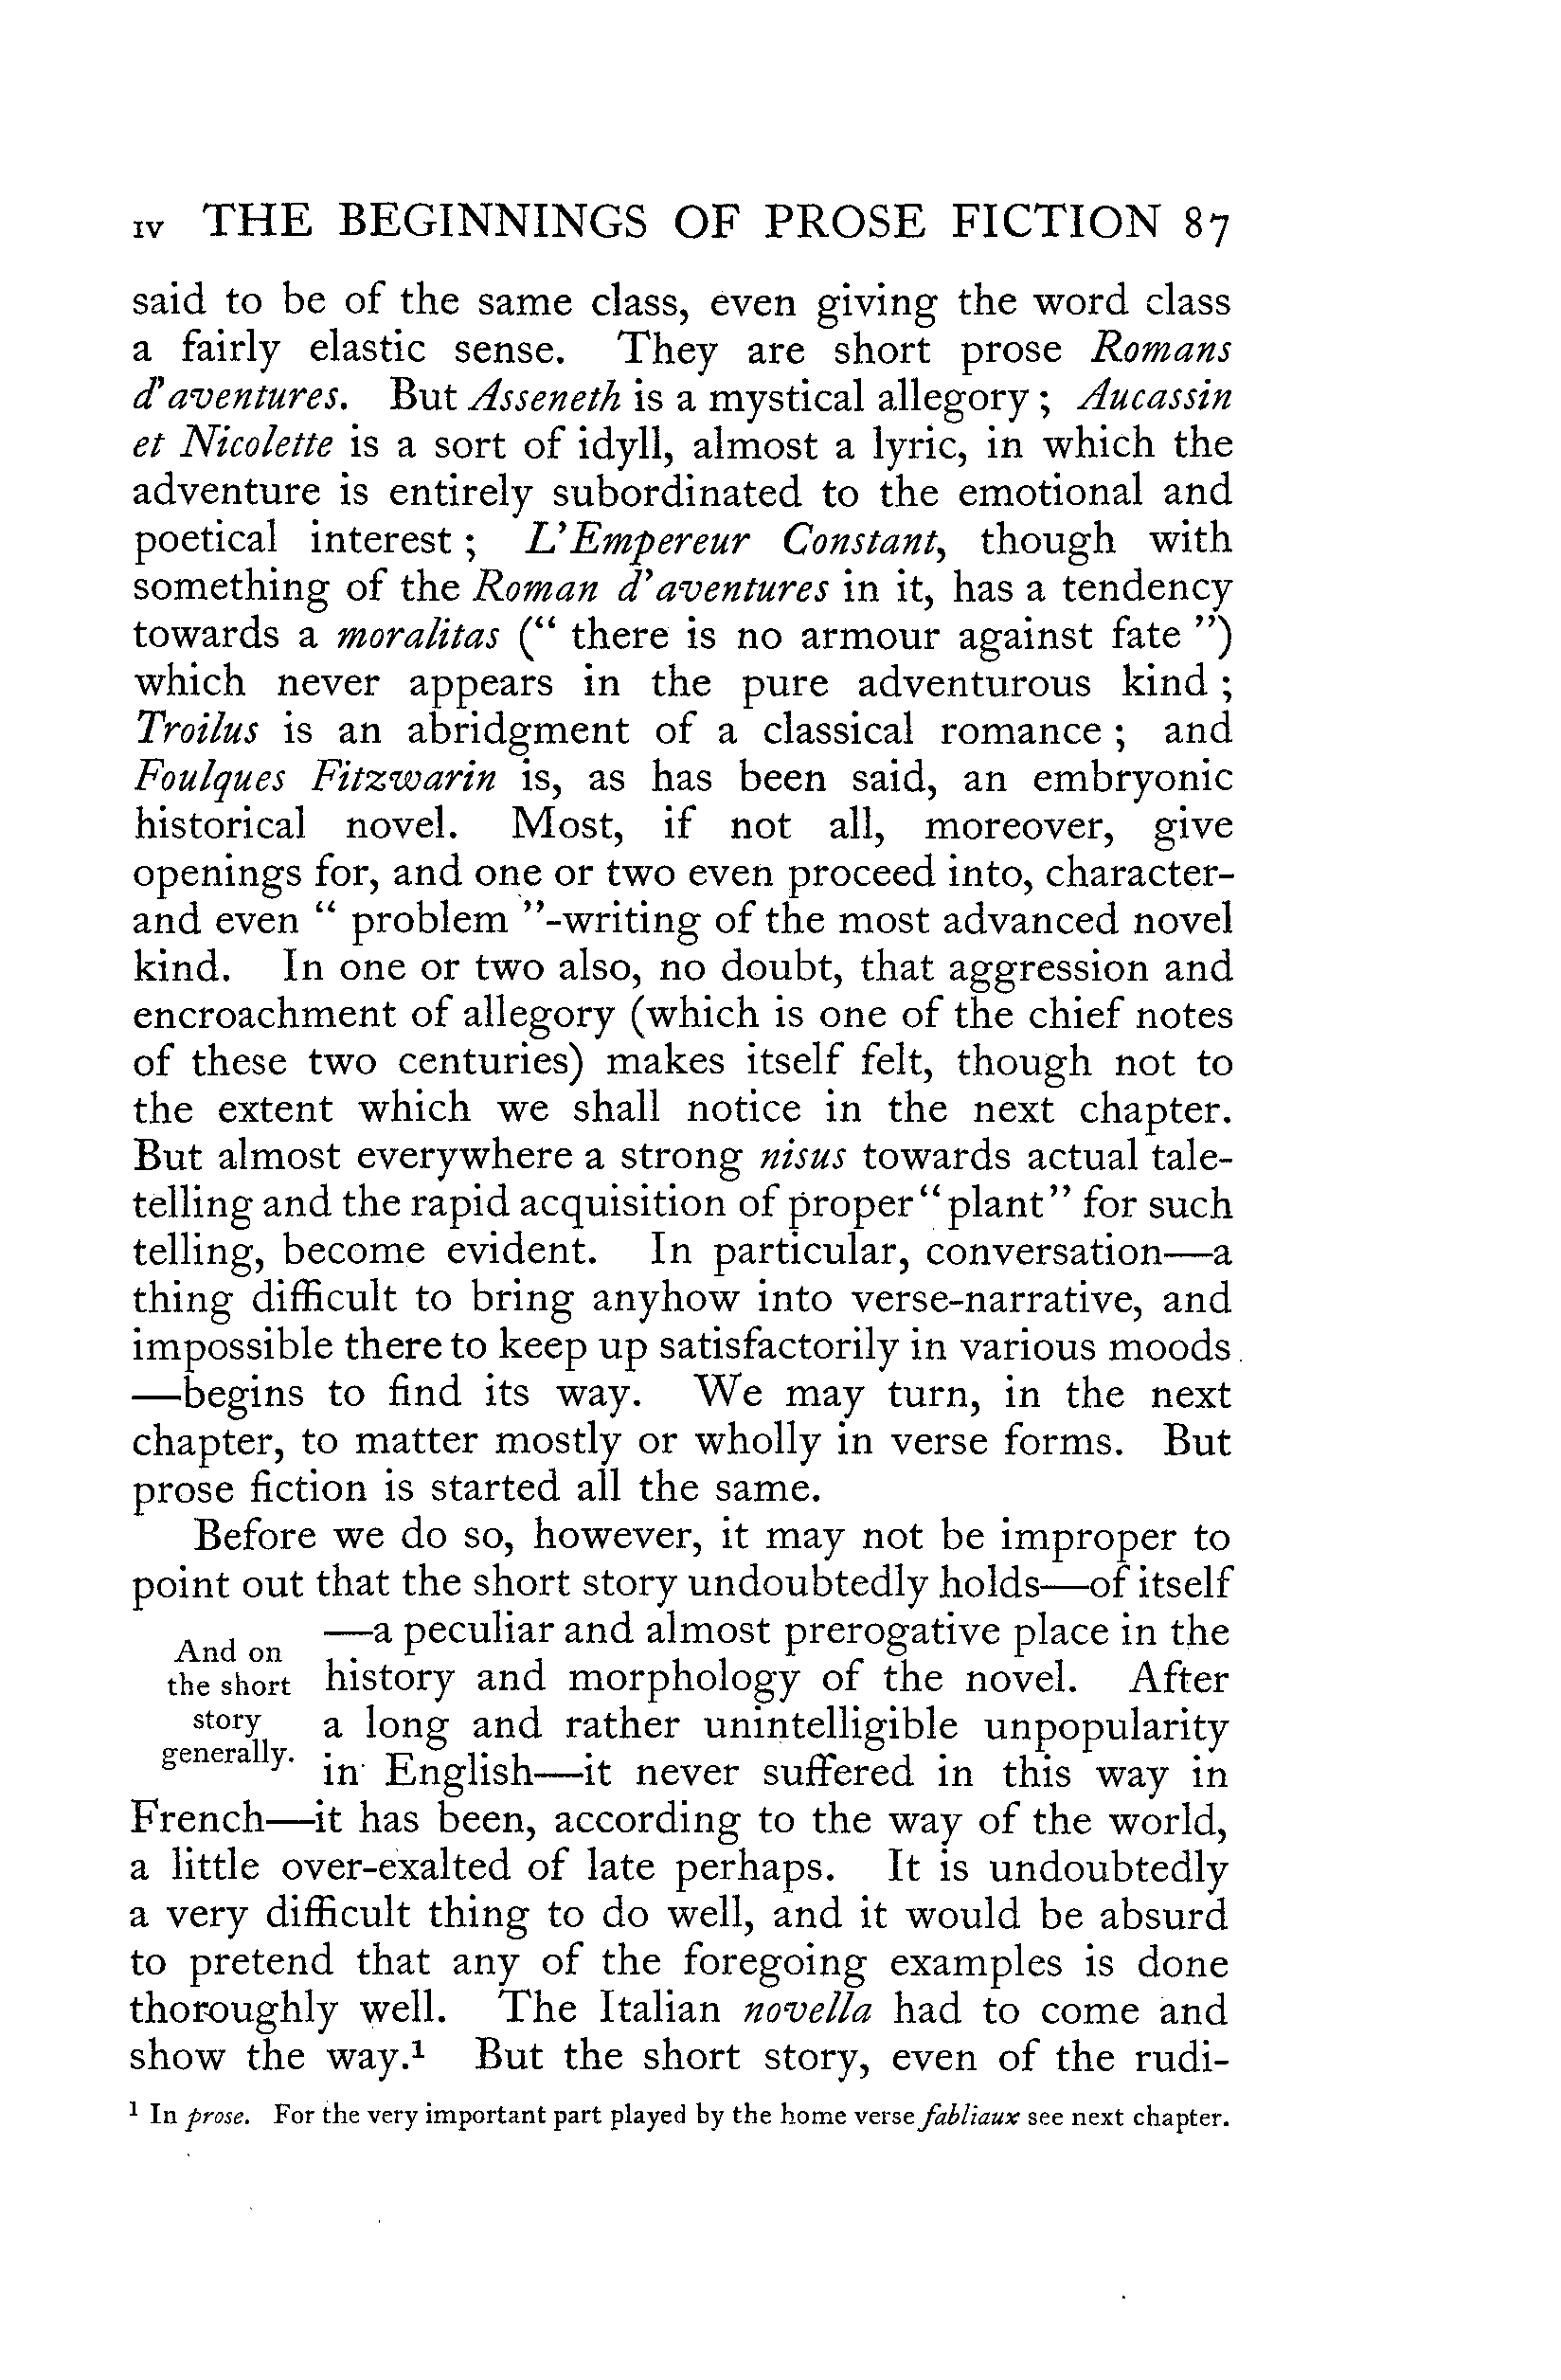 iv THE BEGINNINGS OF PROSE FICTION 87
said to be of the same class, even giving the word class
a fairly elastic sense. They are short prose Romans
d'aventures. But Asseneth is a mystical allegory ; Aucassin
et Nicolette is a sort of idyll, almost a lyric, in which the
adventure is entirely subordinated to the emotional and
poetical interest ; L'Empereur Constant, though with
something of the Roman d'aventures in it, has a tendency
towards a moralitas (“ there is no armour against fate ”)
which never appears in the pure adventurous kind ;
Troilus is an abridgment of a classical romance ; and
Foulques Fitzwarin is, as has been said, an embryonic
historical novel. Most, if not all, moreover, give
openings for, and one or two even proceed into, character-
and even “ problem ”-writing of the most advanced novel
kind. In one or two also, no doubt, that aggression and
encroachment of allegory (which is one of the chief notes
of these two centuries) makes itself felt, though not to
the extent which we shall notice in the next chapter.
But almost everywhere a strong nisus towards actual tale-
telling and the rapid acquisition of proper “plant” for such
telling, become evident. In particular, conversation—a
thing difficult to bring anyhow into verse-narrative, and
impossible there to keep up satisfactorily in various moods
—begins to find its way. We may turn, in the next
chapter, to matter mostly or wholly in verse forms. But
prose fiction is started all the same.
Before we do so, however, it may not be improper to
point out that the short story undoubtedly holds—of itself
And on
the short
story
generally.
—a peculiar and almost prerogative place in the
history and morphology of the novel. After
a long and rather unintelligible unpopularity
in English—it never suffered in this way in
French—it has been, according to the way of the world,
a little over-exalted of late perhaps. It is undoubtedly
a very difficult thing to do well, and it would be absurd
to pretend that any of the foregoing examples is done
thoroughly well. The Italian novella had to come and
show the way.¹ But the short story, even of the rudi-
¹ In prose. For the very important part played by the home verse fabliaux see next chapter.